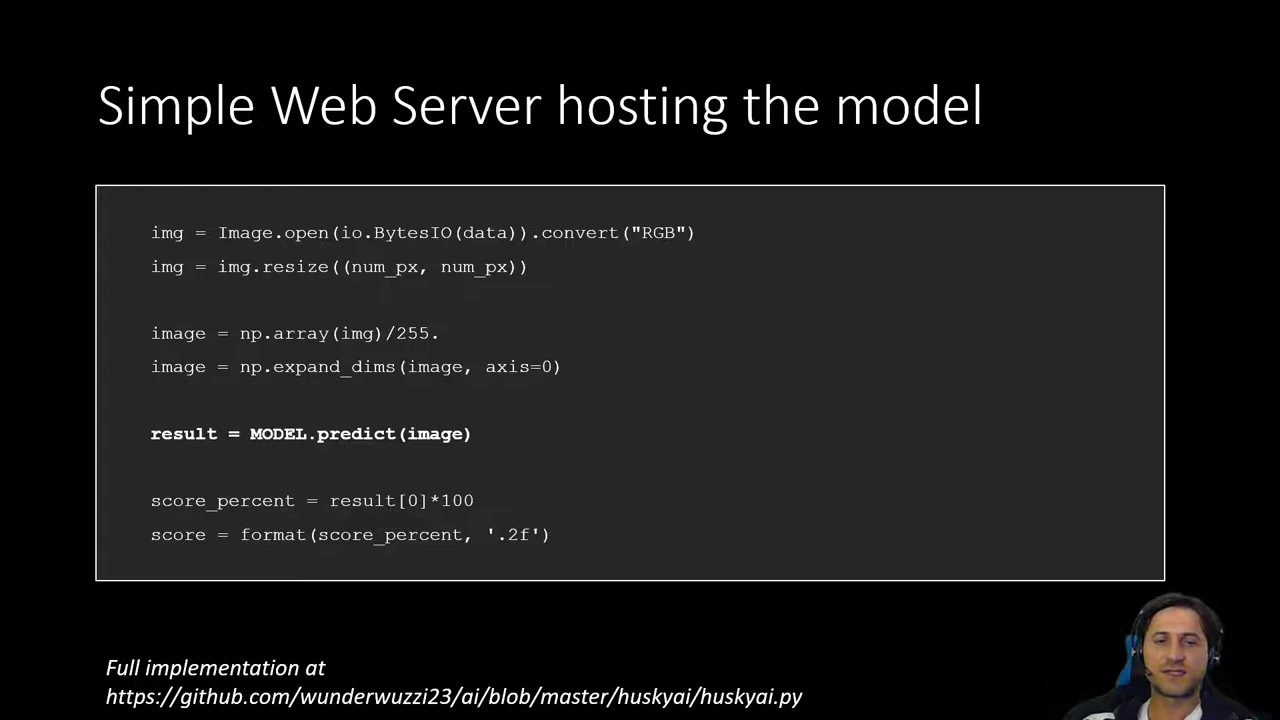 Simple Web Server hosting the model
img = Image.open(io.BytesIO(data)).convert("RGB")
img = img.resize((num_px, num_px))
image = np.array(img)/255.
image = np.expand_dims(image, axis=0)
result = MODEL.predict(image)
score_percent = result[0]*100
score = format(score_percent, '.2f')
Full implementation at
https://github.com/wunderwuzzi23/ai/blob/master/huskyai/huskyai.py